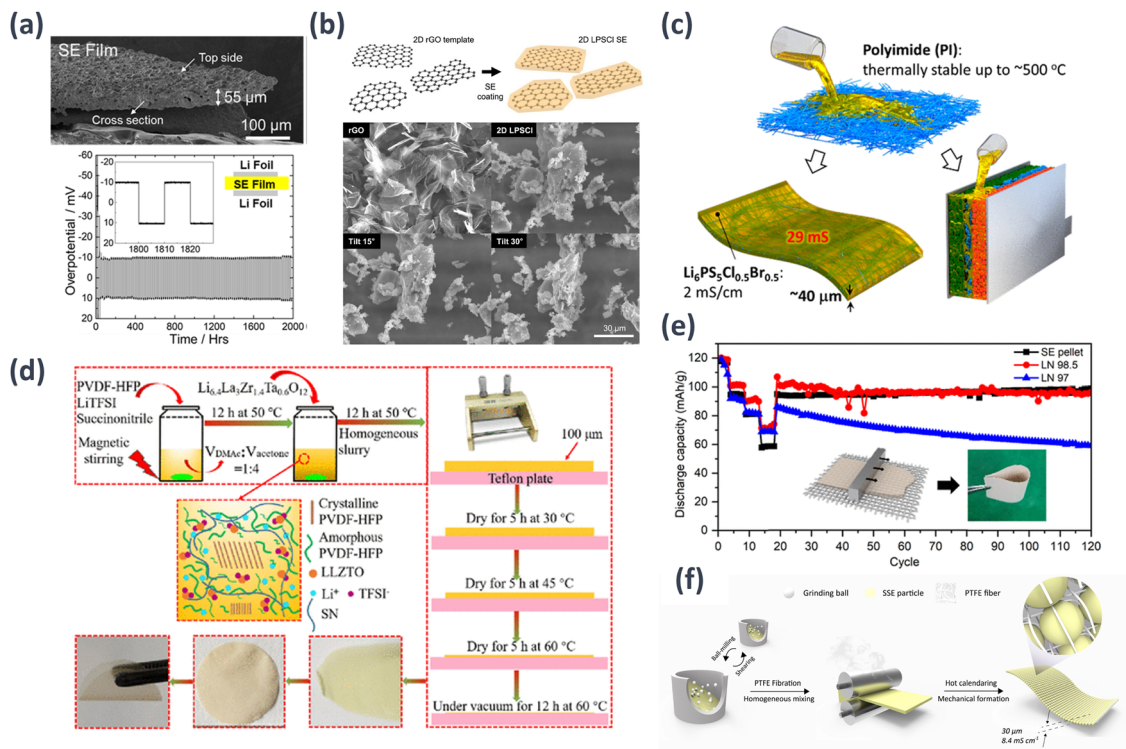 (a)
SE Film
Top side
55 μm
Cross section
100 μm
Overpotential / mV
-60
-50
-40
-30
-20
-10
0
10
20
-10
0
10
1800 1810 1820
Li Foil
SE Film
Li Foil
0 400 800 1200 1600 2000
Time / Hrs
(b)
2D rGO template
2D LPSCl SE
SE
coating
rGO
2D LPSCl
Tilt 15°
Tilt 30°
30 μm
(c)
Polyimide (PI):
thermally stable up to ~500 °C
29 mS
Li₆PS₅Cl₀.₅Br₀.₅:
2 mS/cm
~40 μm
(d)
PVDF-HFP
LiTFSI
Succinonitrile
Magnetic
stirring
Li₆.₄La₃Zr₁.₄Ta₀.₆O₁₂
12 h at 50 °C
12 h at 50 °C
Homogeneous
slurry
V_DMAc:V_acetone
=1:4
Crystalline
PVDF-HFP
Amorphous
PVDF-HFP
LLZTO
Li⁺ TFSI⁻
SN
100 μm
Teflon plate
Dry for 5 h at 30 °C
Dry for 5 h at 45 °C
Dry for 5 h at 60 °C
Under vacuum for 12 h at 60 °C
(e)
Discharge capacity (mAh/g)
120
100
80
60
40
20
0
SE pellet
LN 98.5
LN 97
0 10 20 30 40 50 60 70 80 90 100 110 120
Cycle
(f)
Grinding ball
SSE particle
PTFE fiber
Ball-milling
Shearing
PTFE Fibration
Homogeneous mixing
Hot calendaring
Mechanical formation
30 μm
8.4 mS cm⁻¹